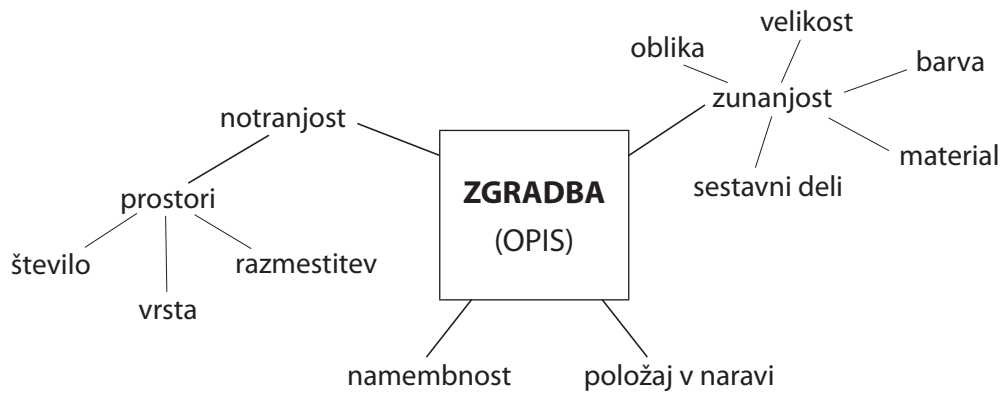 velikost
oblika
barva
zunanjost
notranjost
material
sestavni deli
prostori
ZGRADBA
(OPIS)
število
razmestitev
vrsta
namembnost
položaj v naravi